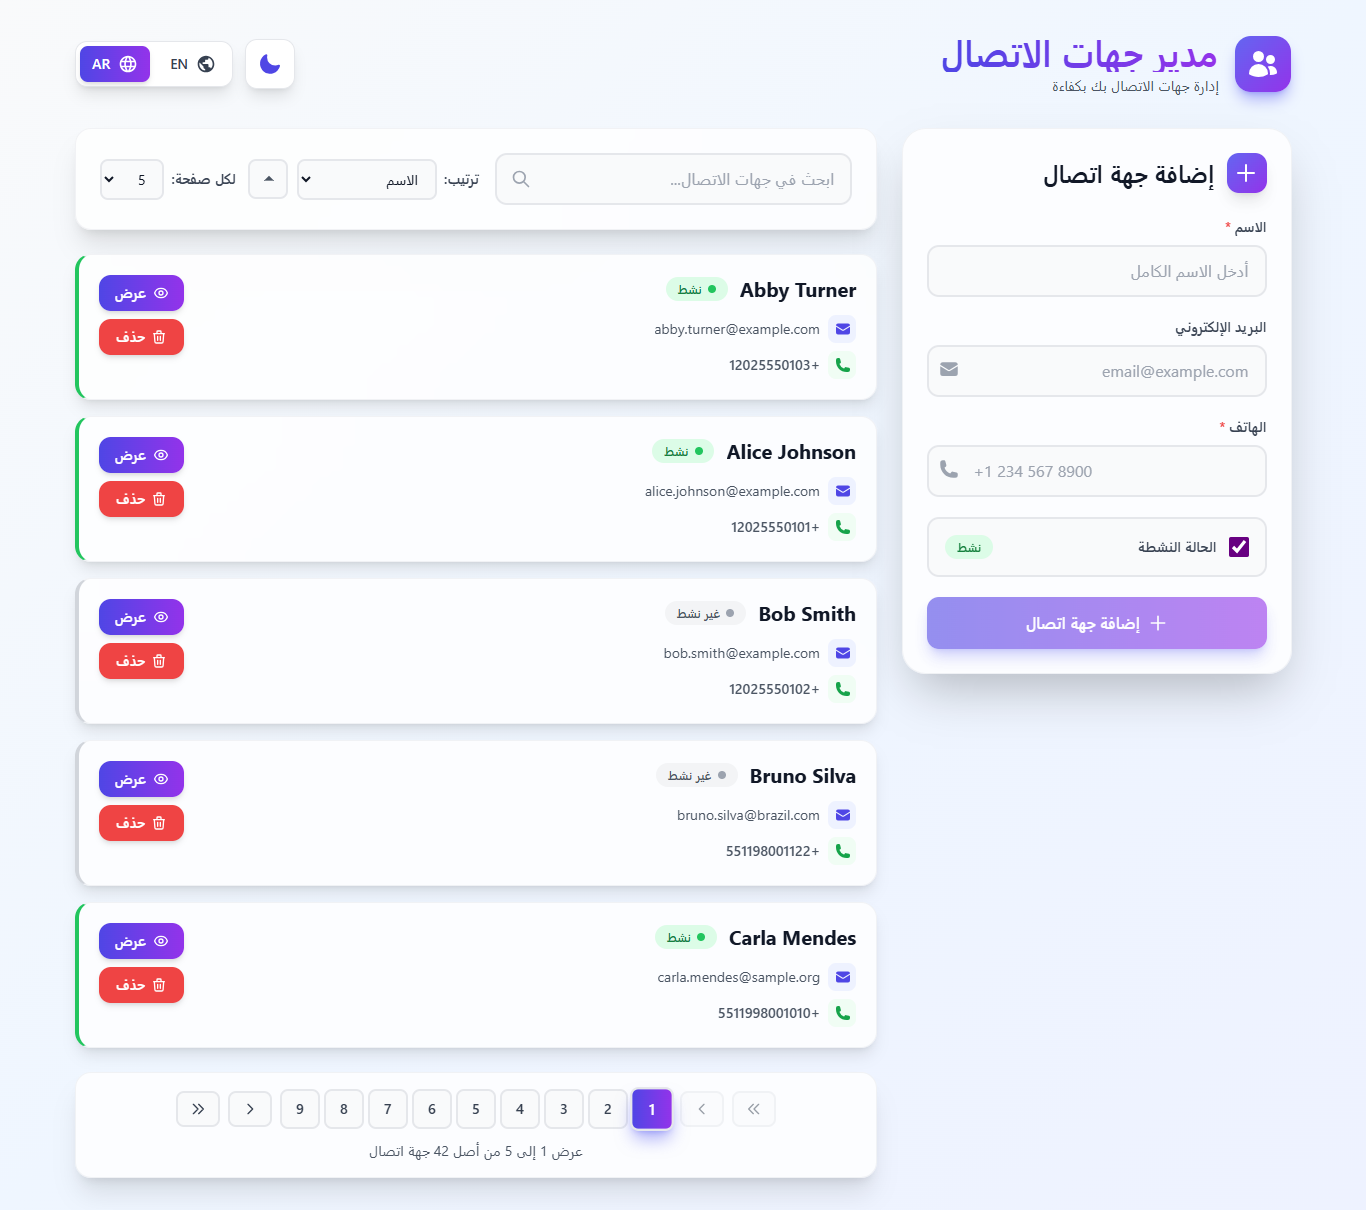 مدير جهات الاتصال
إدارة جهات الاتصال بك بكفاءة
EN
AR
إضافة جهة اتصال
الاسم *
أدخل الاسم الكامل
البريد الإلكتروني
email@example.com
الهاتف *
+1 234 567 8900
الحالة النشطة
نشط
إضافة جهة اتصال
ابحث في جهات الاتصال...
ترتيب:
الاسم
لكل صفحة:
5
Abby Turner
نشط
abby.turner@example.com
12025550103+
عرض
حذف
Alice Johnson
نشط
alice.johnson@example.com
12025550101+
عرض
حذف
Bob Smith
غير نشط
bob.smith@example.com
12025550102+
عرض
حذف
Bruno Silva
غير نشط
bruno.silva@brazil.com
551198001122+
عرض
حذف
Carla Mendes
نشط
carla.mendes@sample.org
5511998001010+
عرض
حذف
1 2 3 4 5 6 7 8 9
عرض 1 إلى 5 من أصل 42 جهة اتصال